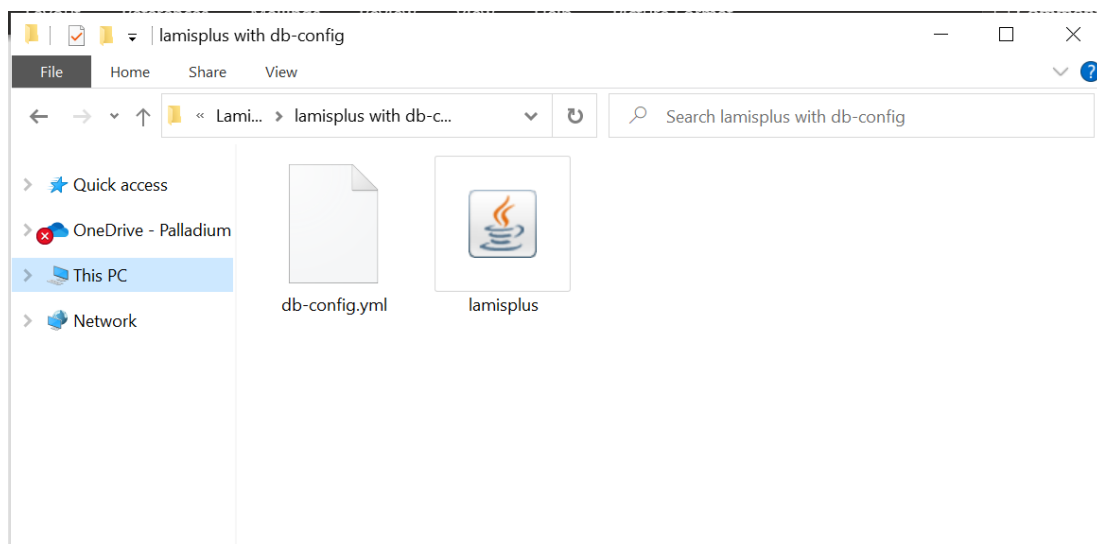 lamisplus with db-config
File Home Share View
« Lami... > lamisplus with db-c... Search lamisplus with db-config
Quick access
OneDrive - Palladium
This PC
Network
db-config.yml lamisplus